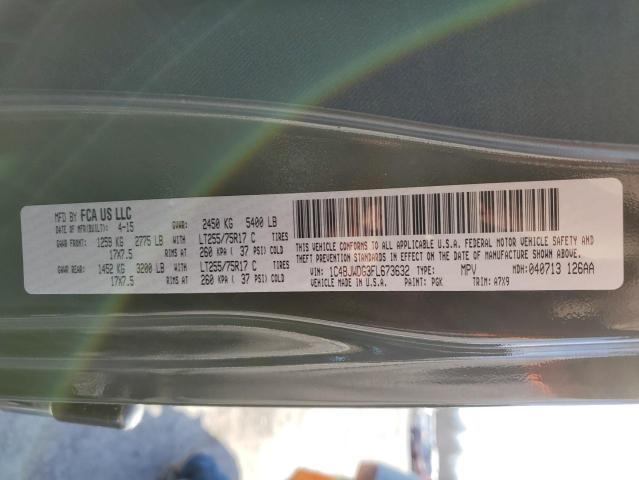 MFD BY FCA US LLC
DATE OF MFR(BUILT): 4-15 GVWR: 2450 KG 5400 LB
GAWR FRONT: 1259 KG 2775 LB WITH LT255/75R17 C TIRES
17X7.5 RIMS AT 260 KPA ( 37 PSI) COLD
GAWR REAR: 1452 KG 3200 LB WITH LT255/75R17 C TIRES
17X7.5 RIMS AT 260 KPA ( 37 PSI) COLD
THIS VEHICLE CONFORMS TO ALL APPLICABLE U.S.A. FEDERAL MOTOR VEHICLE SAFETY AND
THEFT PREVENTION STANDARDS IN EFFECT ON THE DATE OF MANUFACTURE SHOWN ABOVE.
VIN: 1C4BJWDG3FL673632 TYPE: MPV MDH: 040713 126AA
VEHICLE MADE IN U.S.A. PAINT: PGK TRIM: A7X9